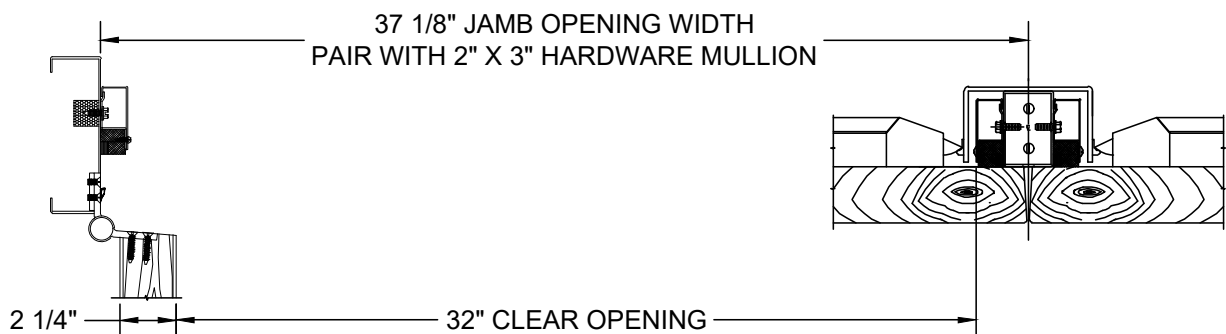 37 1/8" JAMB OPENING WIDTH
PAIR WITH 2" X 3" HARDWARE MULLION
2 1/4"
32" CLEAR OPENING